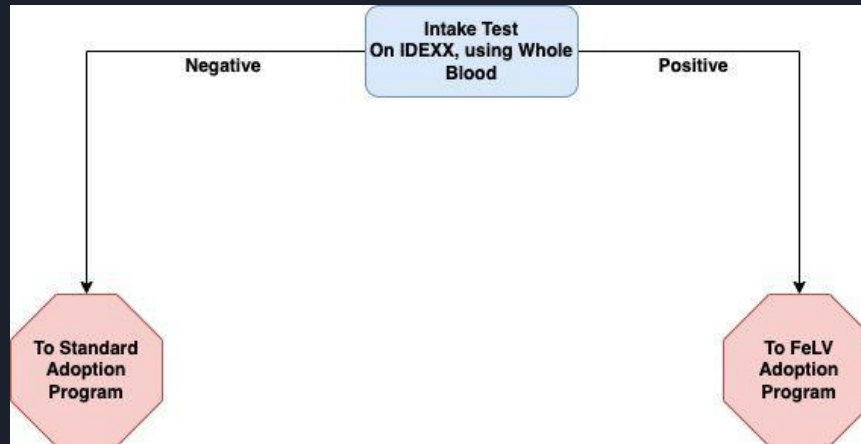 Intake Test
On IDEXX, using Whole
Blood
Negative
Positive
To Standard
Adoption
Program
To FeLV
Adoption
Program